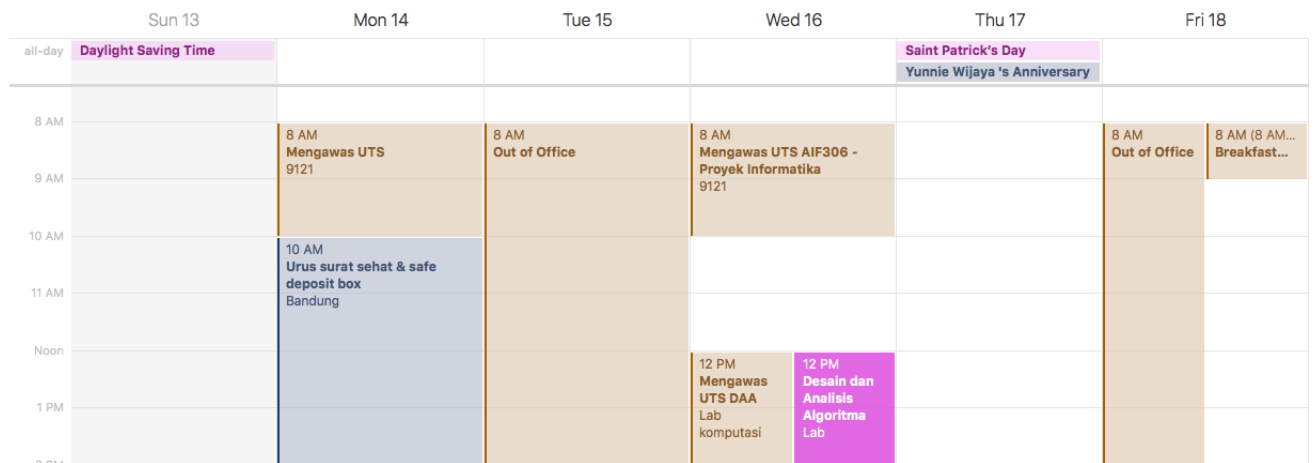 Sun 13
Mon 14
Tue 15
Wed 16
Thu 17
Fri 18
all-day
Daylight Saving Time
Saint Patrick's Day
Yunnie Wijaya 's Anniversary
8 AM
9 AM
10 AM
11 AM
Noon
1 PM
8 AM
Mengawas UTS
9121
10 AM
Urus surat sehat & safe
deposit box
Bandung
8 AM
Out of Office
8 AM
Mengawas UTS AIF306 -
Proyek Informatika
9121
12 PM
Mengawas
UTS DAA
Lab
komputasi
12 PM
Desain dan
Analisis
Algoritma
Lab
8 AM
Out of Office
8 AM (8 AM...
Breakfast...